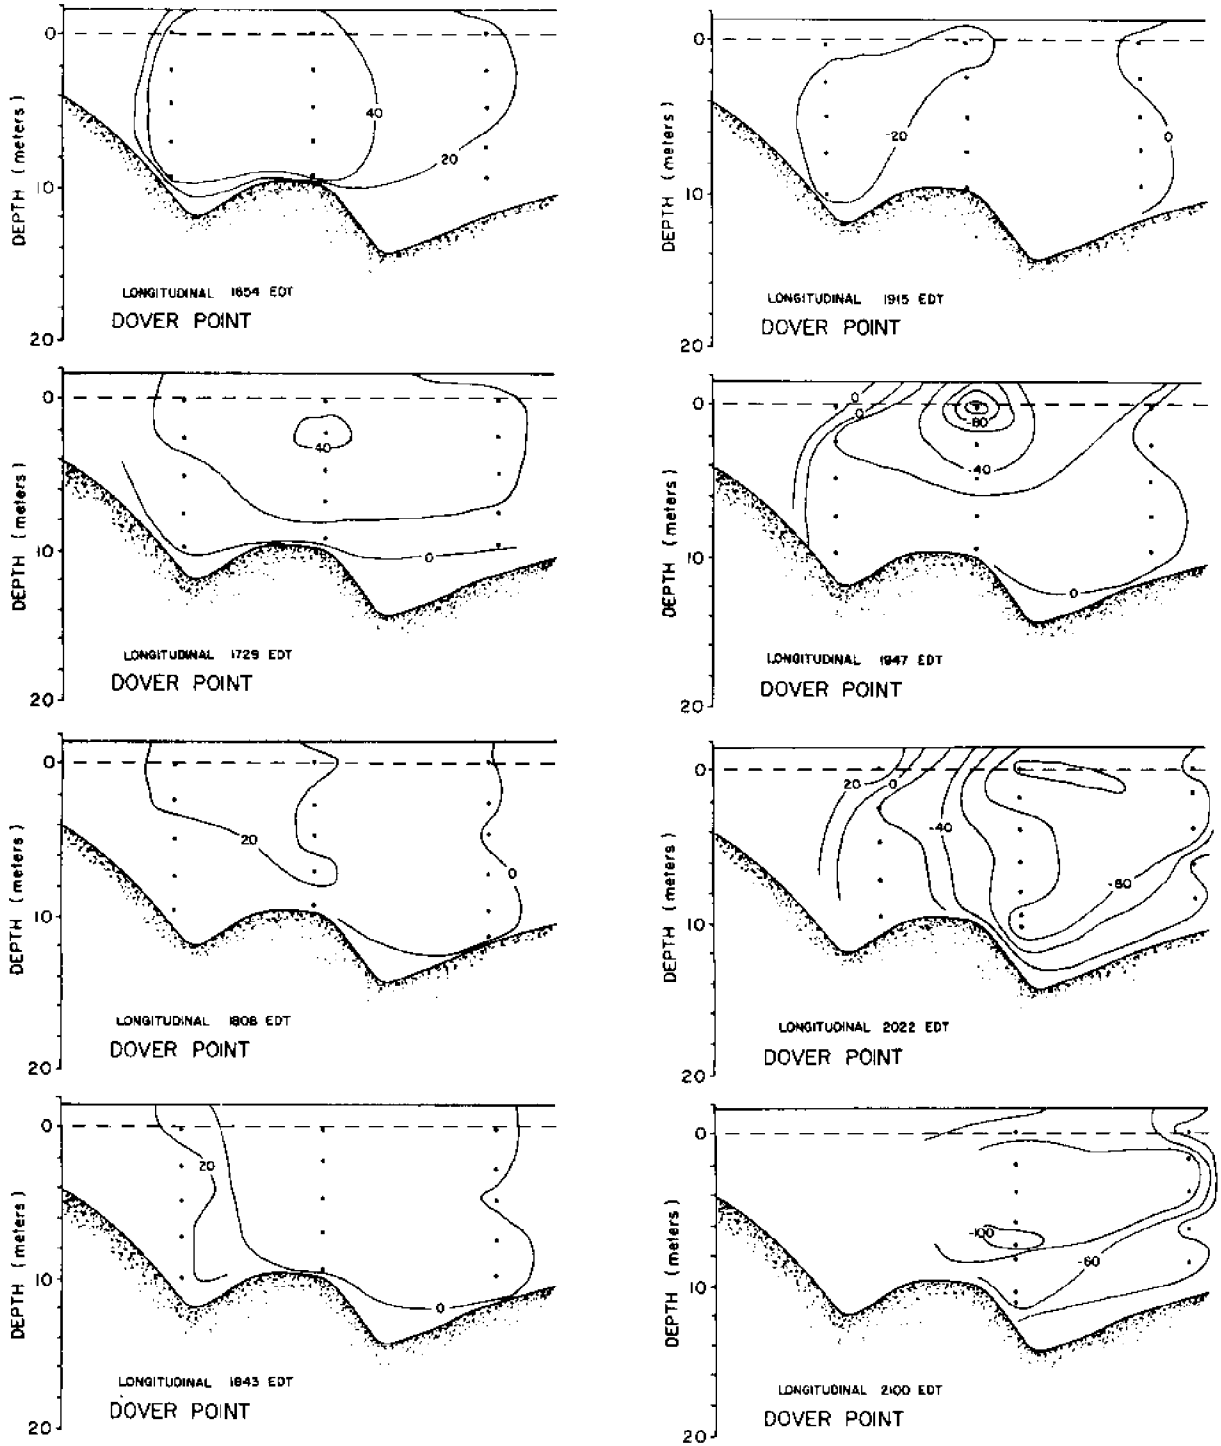 0
10
20
DEPTH (meters)
40
20
LONGITUDINAL 1654 EDT
DOVER POINT
0
10
20
DEPTH (meters)
40
0
LONGITUDINAL 1729 EDT
DOVER POINT
0
10
20
DEPTH (meters)
20
0
LONGITUDINAL 1808 EDT
DOVER POINT
0
10
20
DEPTH (meters)
20
0
LONGITUDINAL 1843 EDT
DOVER POINT
0
10
20
DEPTH (meters)
-20
0
LONGITUDINAL 1915 EDT
DOVER POINT
0
10
20
DEPTH (meters)
0
0
-80
-40
0
LONGITUDINAL 1947 EDT
DOVER POINT
0
10
20
DEPTH (meters)
20
0
-40
-60
LONGITUDINAL 2022 EDT
DOVER POINT
0
10
20
DEPTH (meters)
-100
-60
LONGITUDINAL 2100 EDT
DOVER POINT